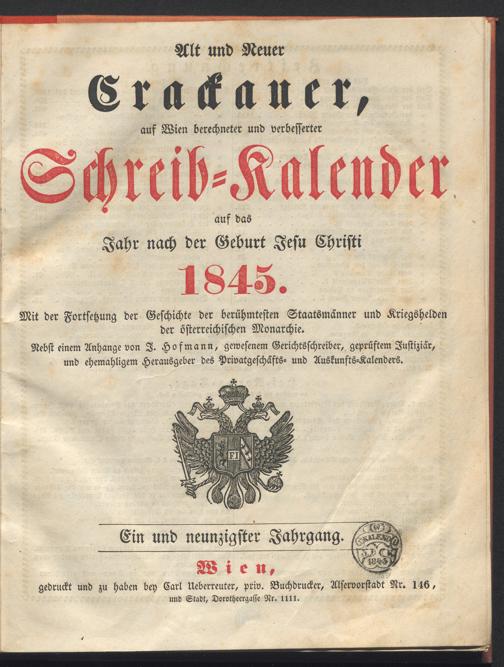 Alt und Neuer
Crackauer,
auf Wien berechneter und verbesserter
Schreib-Kalender
auf das
Jahr nach der Geburt Jesu Christi
1845.
Mit der Fortsetzung der Geschichte der berühmtesten Staatsmänner und Kriegshelden
der österreichischen Monarchie.
Nebst einem Anhange von J. Hofmann, gewesenem Gerichtsschreiber, geprüftem Justiziär,
und ehemahligem Herausgeber des Privatgeschäfts- und Auskunfts-Kalenders.
FI
Ein und neunzigster Jahrgang.
KALENDER
1845
Wien,
gedruckt und zu haben bey Carl Ueberreuter, priv. Buchdrucker, Alservorstadt Nr. 146,
und Stadt, Dorotheergasse Nr. 1111.